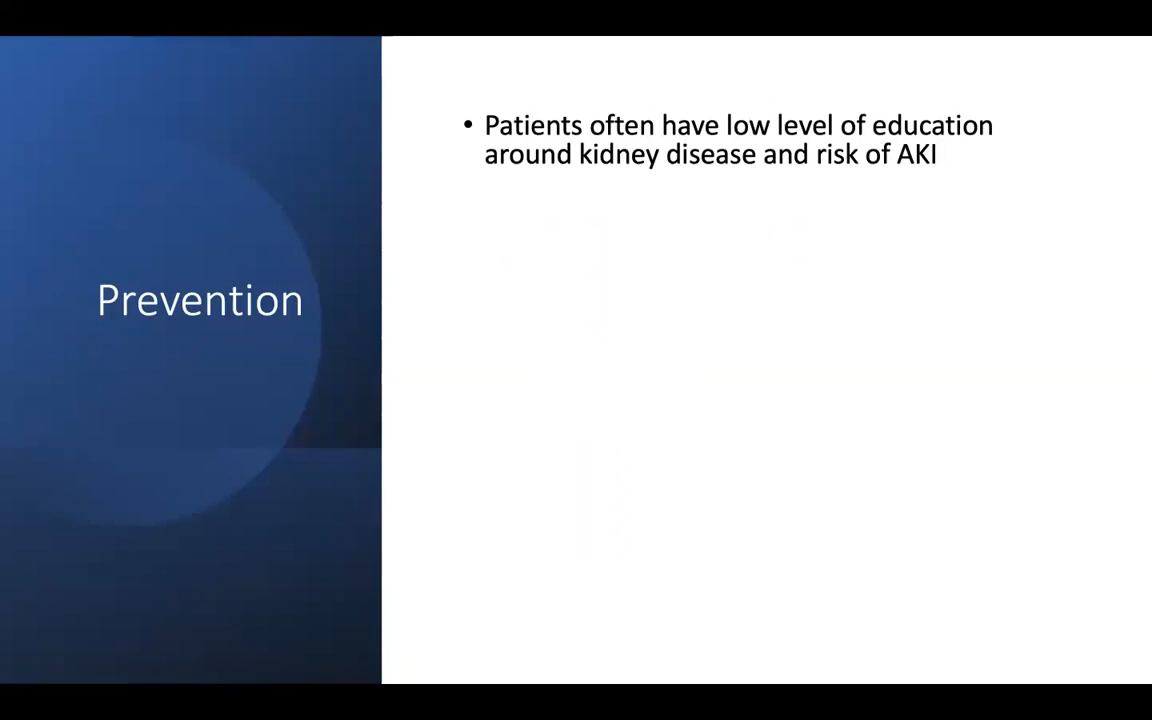 Prevention
• Patients often have low level of education
around kidney disease and risk of AKI